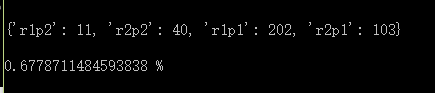 {'r1p2': 11, 'r2p2': 40, 'r1p1': 202, 'r2p1': 103}
0.6778711484593838 %